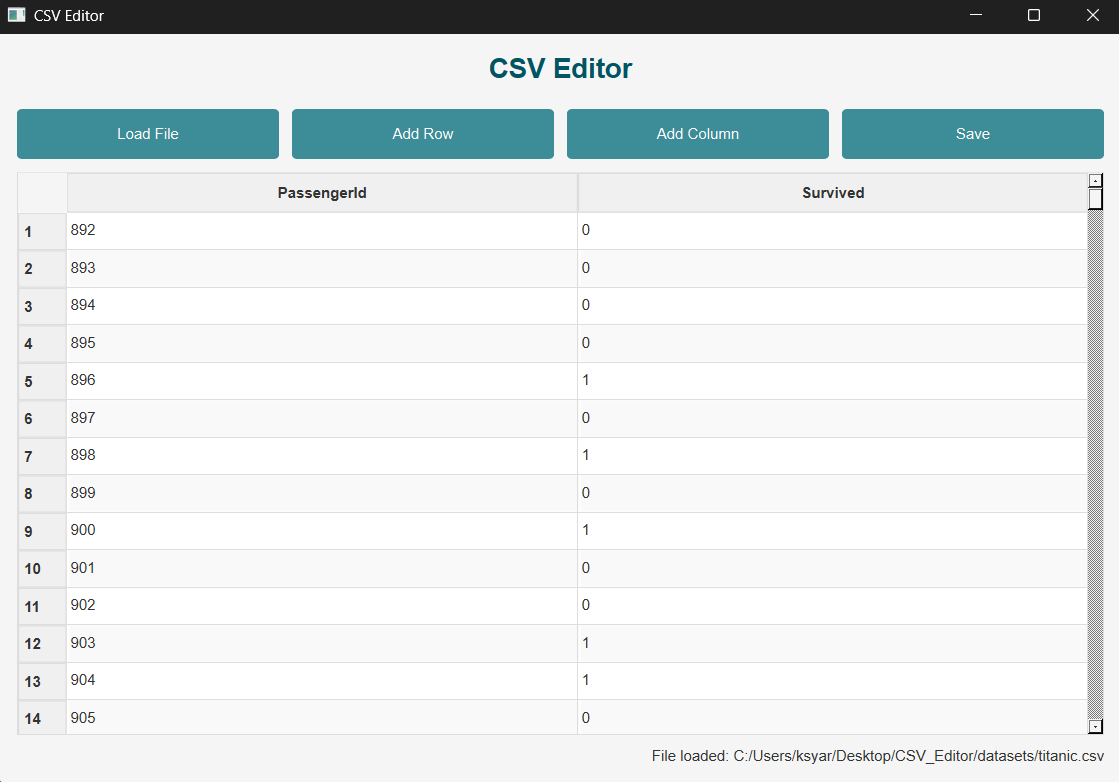 CSV Editor
CSV Editor
Load File Add Row Add Column Save
PassengerId Survived
1 892 0
2 893 0
3 894 0
4 895 0
5 896 1
6 897 0
7 898 1
8 899 0
9 900 1
10 901 0
11 902 0
12 903 1
13 904 1
14 905 0
File loaded: C:/Users/ksyar/Desktop/CSV_Editor/datasets/titanic.csv